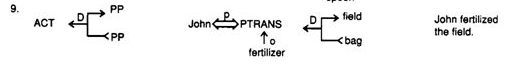 9.
ACT D PP
PP
John p PTRANS D field
bag
o
fertilizer
John fertilized
the field.